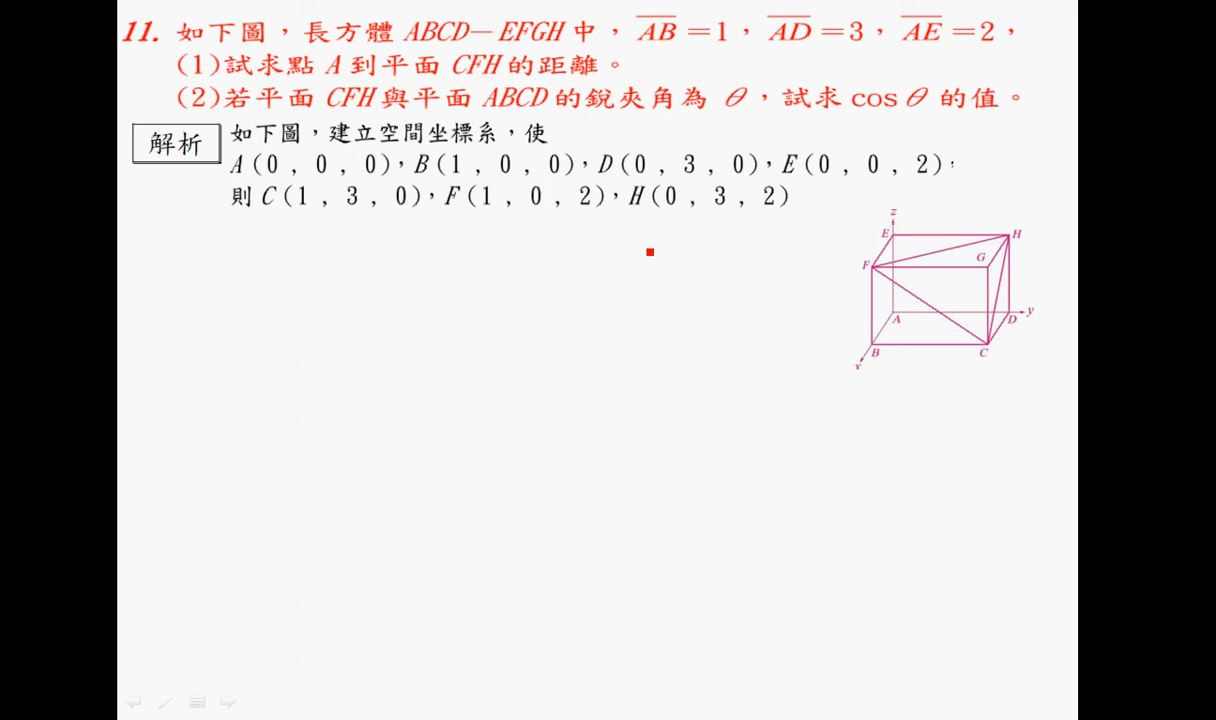 11. 如下圖，長方體 ABCD－EFGH 中，AB＝1，AD＝3，AE＝2，
(1)試求點 A 到平面 CFH 的距離。
(2)若平面 CFH 與平面 ABCD 的銳夾角為 θ，試求 cosθ 的值。
解析
如下圖，建立空間坐標系，使
A(0 , 0 , 0)，B(1 , 0 , 0)，D(0 , 3 , 0)，E(0 , 0 , 2)，
則 C(1 , 3 , 0)，F(1 , 0 , 2)，H(0 , 3 , 2)
z
E
H
F
G
A
D
y
B
C
x